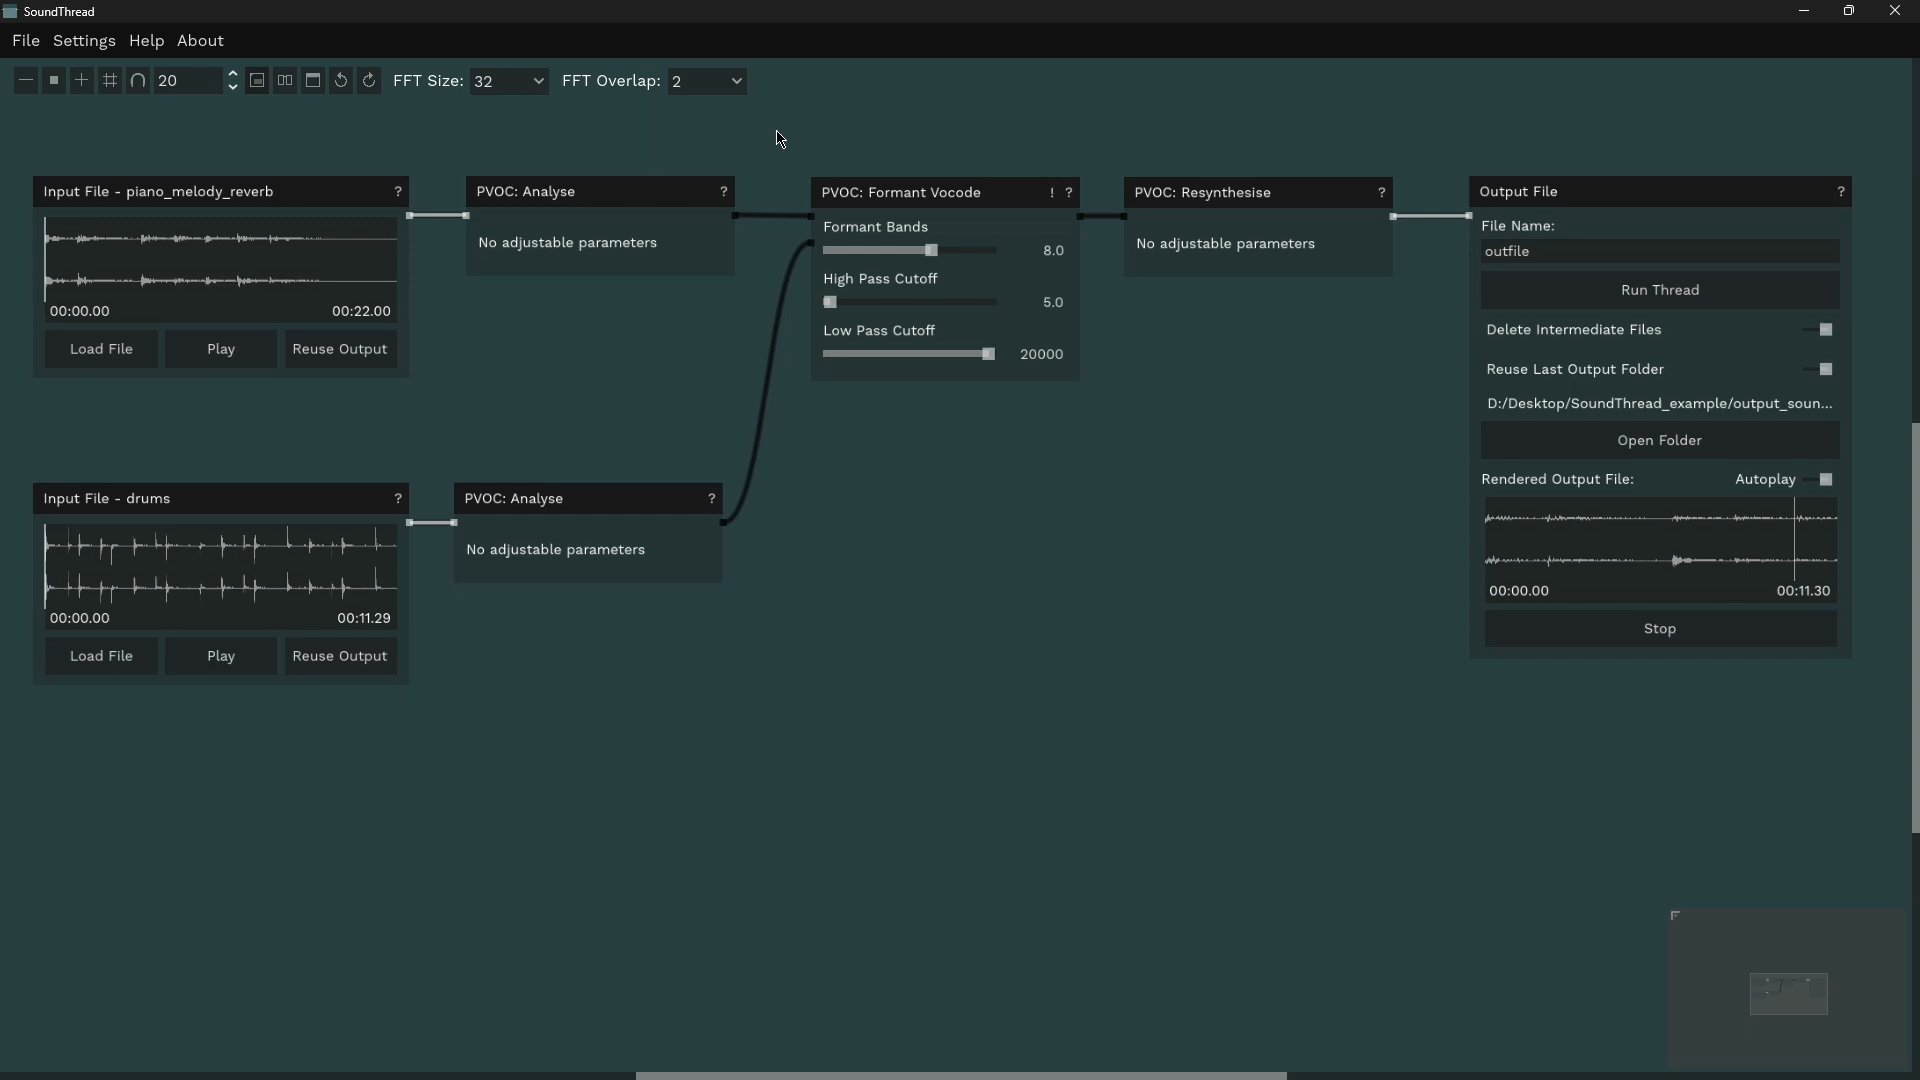 SoundThread
File Settings Help About
20 FFT Size: 32 FFT Overlap: 2
Input File - piano_melody_reverb ?
00:00.00 00:22.00
Load File Play Reuse Output
PVOC: Analyse ?
No adjustable parameters
PVOC: Formant Vocode ! ?
Formant Bands
8.0
High Pass Cutoff
5.0
Low Pass Cutoff
20000
PVOC: Resynthesise ?
No adjustable parameters
Output File ?
File Name:
outfile
Run Thread
Delete Intermediate Files
Reuse Last Output Folder
D:/Desktop/SoundThread_example/output_soun...
Open Folder
Rendered Output File: Autoplay
00:00.00 00:11.30
Stop
Input File - drums ?
00:00.00 00:11.29
Load File Play Reuse Output
PVOC: Analyse ?
No adjustable parameters